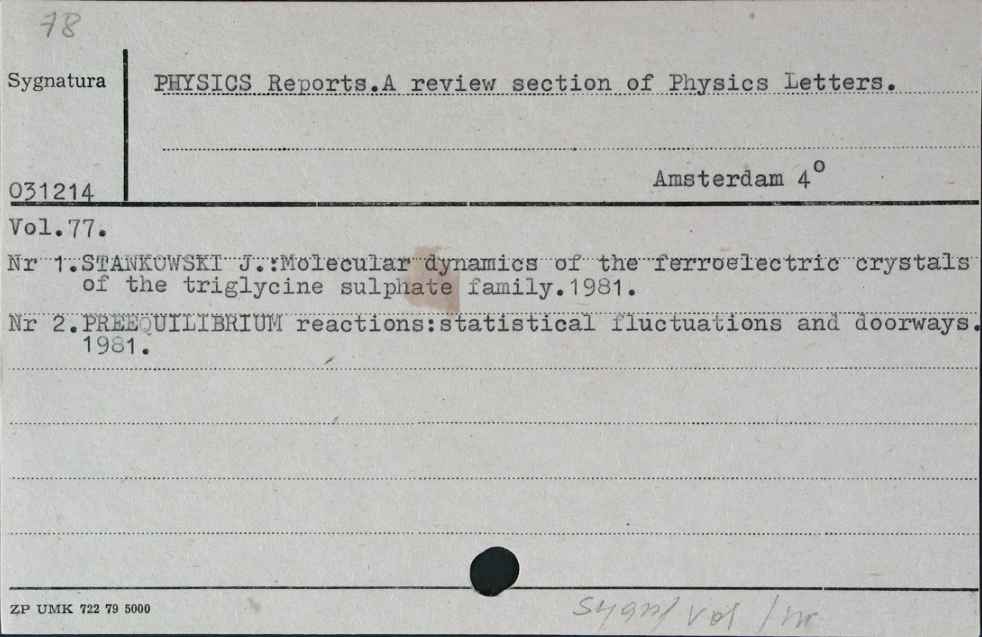 78
Sygnatura
PHYSICS Reports.A review section of Physics Letters.
Amsterdam 4º
031214
Vol.77.
Nr 1.STANKOWSKI J.:Molecular dynamics of the ferroelectric crystals
of the triglycine sulphate family.1981.
Nr 2.PREEQUILIBRIUM reactions:statistical fluctuations and doorways.
1981.
ZP UMK 722 79 5000
/ vol / nr